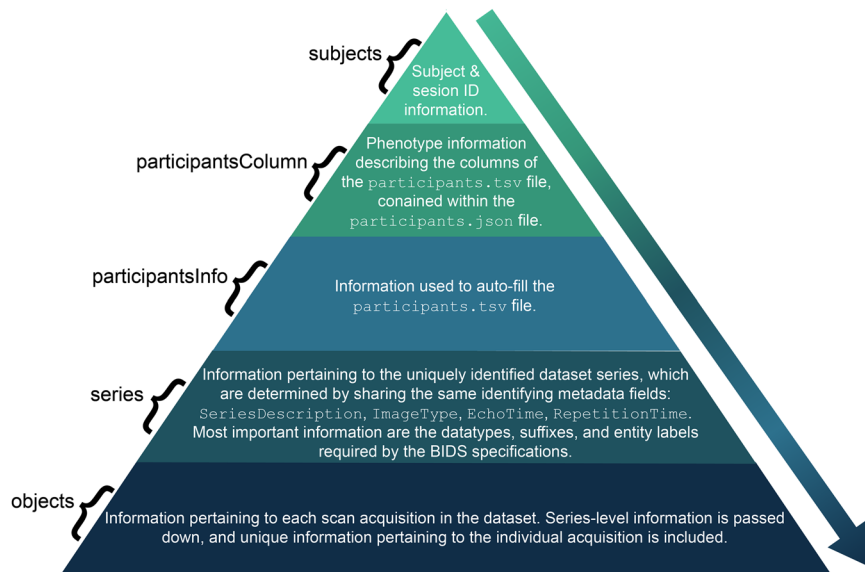 subjects
Subject &
sesion ID
information.
participantsColumn
Phenotype information
describing the columns of
the participants.tsv file,
conained within the
participants.json file.
participantsInfo
Information used to auto-fill the
participants.tsv file.
series
Information pertaining to the uniquely identified dataset series, which
are determined by sharing the same identifying metadata fields:
SeriesDescription, ImageType, EchoTime, RepetitionTime.
Most important information are the datatypes, suffixes, and entity labels
required by the BIDS specifications.
objects
Information pertaining to each scan acquisition in the dataset. Series-level information is passed
down, and unique information pertaining to the individual acquisition is included.